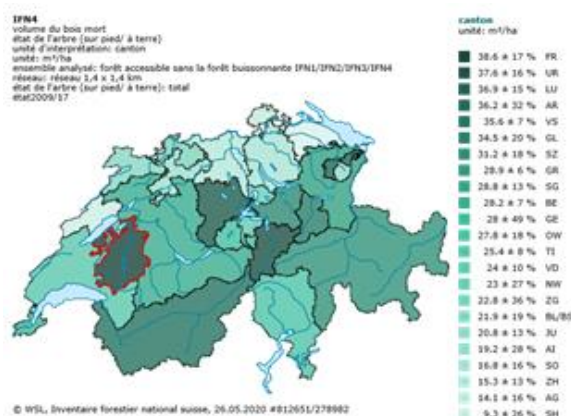 IFN4
volume du bois mort
état de l'arbre (sur pied/ à terre)
unité d'interprétation: canton
unité: m³/ha
ensemble analysé: forêt accessible sans la forêt buissonnante IFN1/IFN2/IFN3/IFN4
réseau: réseau 1,4 x 1,4 km
état de l'arbre (sur pied/ à terre): total
état2009/17
canton
unité: m³/ha
38.6 ± 17 % FR
37.6 ± 16 % UR
36.9 ± 15 % LU
36.2 ± 32 % AR
35.6 ± 7 % VS
34.5 ± 20 % GL
31.2 ± 18 % SZ
28.9 ± 6 % GR
28.8 ± 13 % SG
28.2 ± 7 % BE
28 ± 49 % GE
27.8 ± 18 % OW
25.4 ± 8 % TI
24 ± 10 % VD
23 ± 27 % NW
22.8 ± 36 % ZG
21.9 ± 19 % BL/BS
20.8 ± 13 % JU
19.2 ± 28 % AI
16.8 ± 16 % SO
15.3 ± 13 % ZH
14.1 ± 16 % AG
9.3 ± 26 % SH
© WSL, Inventaire forestier national suisse, 26.05.2020 #812651/278982